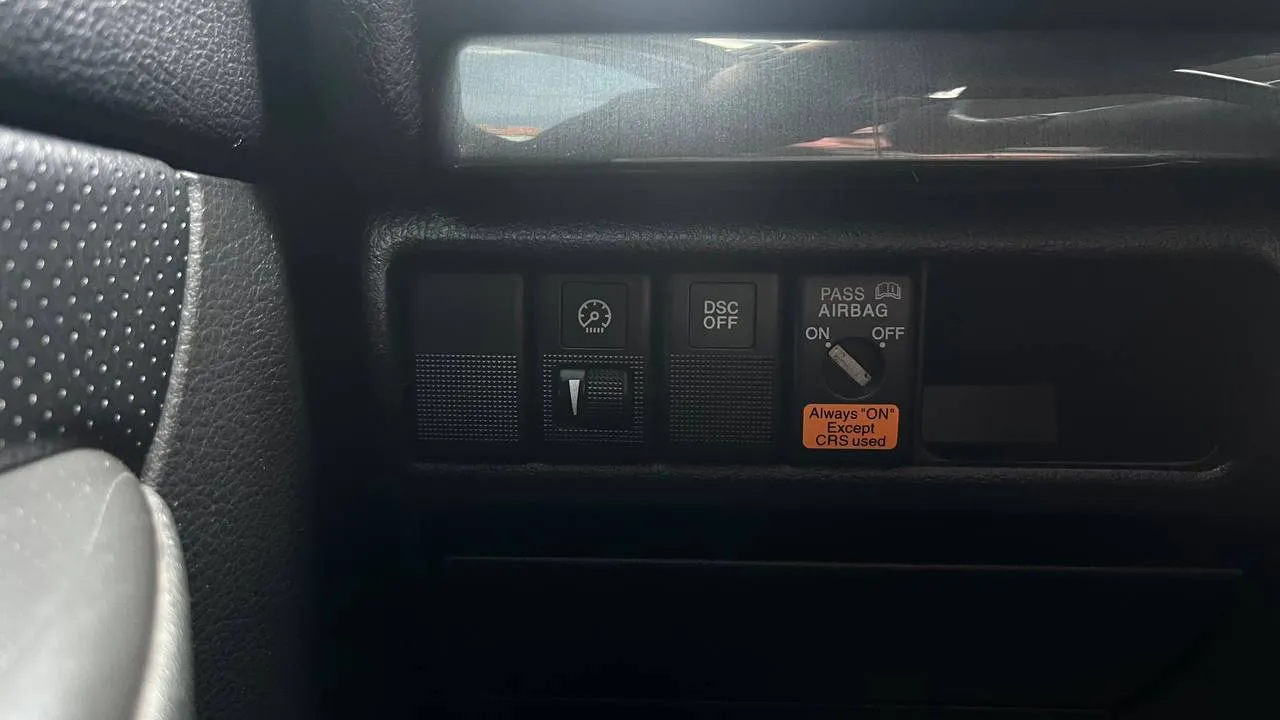 DSC
OFF
PASS
AIRBAG
ON OFF
Always "ON"
Except
CRS used